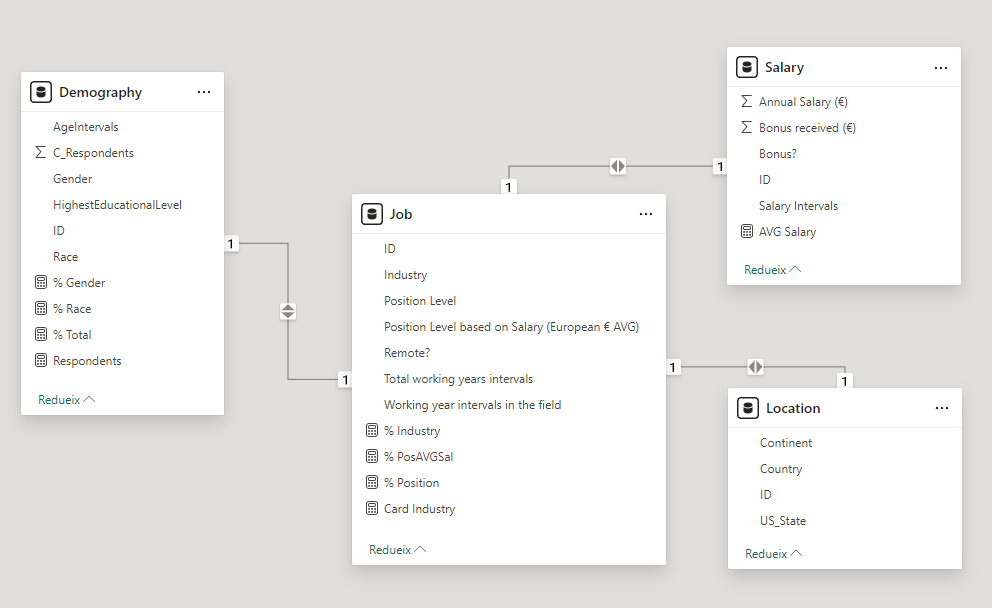 Demography
AgeIntervals
C_Respondents
Gender
HighestEducationalLevel
ID
Race
% Gender
% Race
% Total
Respondents
Redueix
1
1
Job
ID
Industry
Position Level
Position Level based on Salary (European € AVG)
Remote?
Total working years intervals
Working year intervals in the field
% Industry
% PosAVGSal
% Position
Card Industry
Redueix
1
1
Salary
Annual Salary (€)
Bonus received (€)
Bonus?
ID
Salary Intervals
AVG Salary
Redueix
1
1
Location
Continent
Country
ID
US_State
Redueix